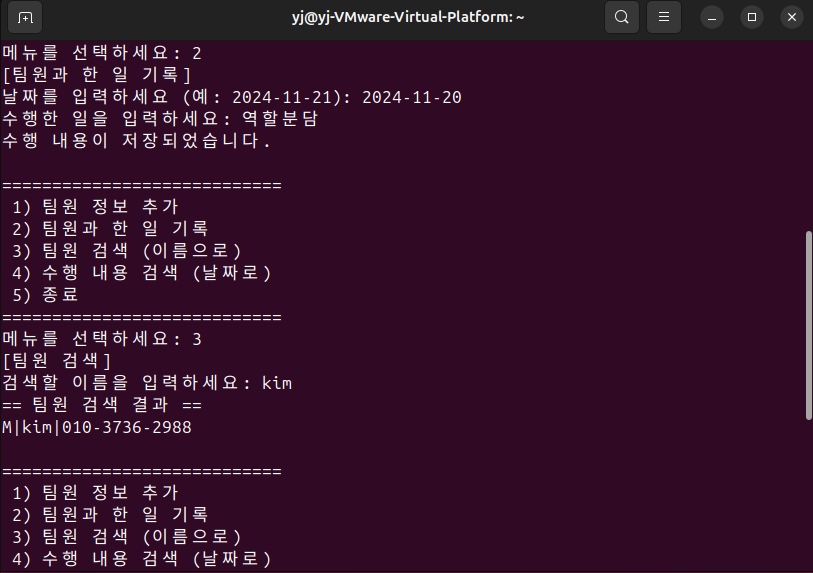 yj@yj-VMware-Virtual-Platform: ~
메뉴를 선택하세요: 2
[팀원과 한 일 기록]
날짜를 입력하세요 (예: 2024-11-21): 2024-11-20
수행한 일을 입력하세요: 역할분담
수행 내용이 저장되었습니다.
============================
1) 팀원 정보 추가
2) 팀원과 한 일 기록
3) 팀원 검색 (이름으로)
4) 수행 내용 검색 (날짜로)
5) 종료
============================
메뉴를 선택하세요: 3
[팀원 검색]
검색할 이름을 입력하세요: kim
== 팀원 검색 결과 ==
M|kim|010-3736-2988
============================
1) 팀원 정보 추가
2) 팀원과 한 일 기록
3) 팀원 검색 (이름으로)
4) 수행 내용 검색 (날짜로)